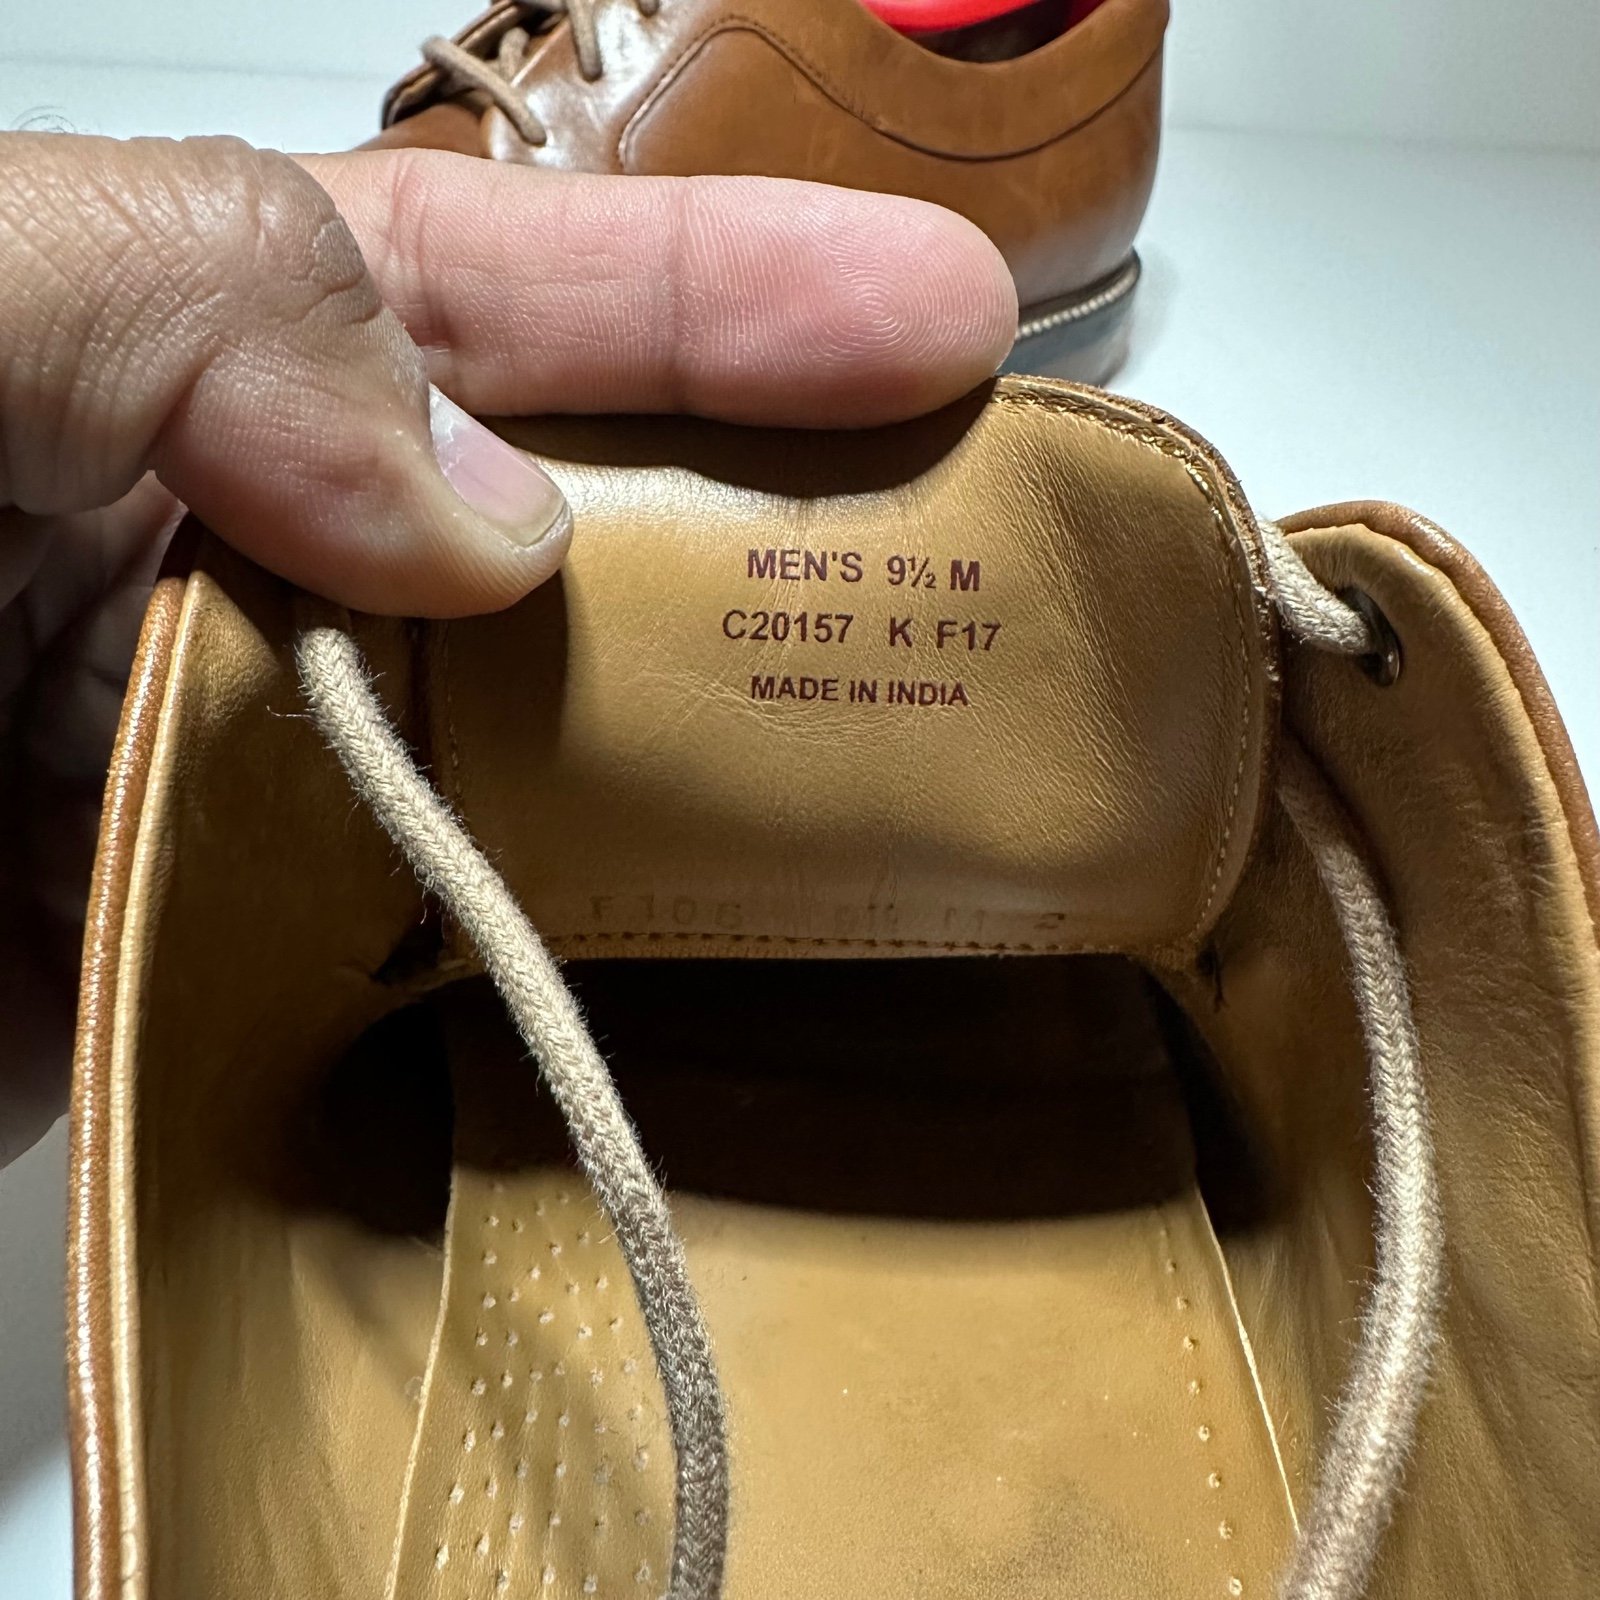 MEN'S 9½ M
C20157 K F17
MADE IN INDIA